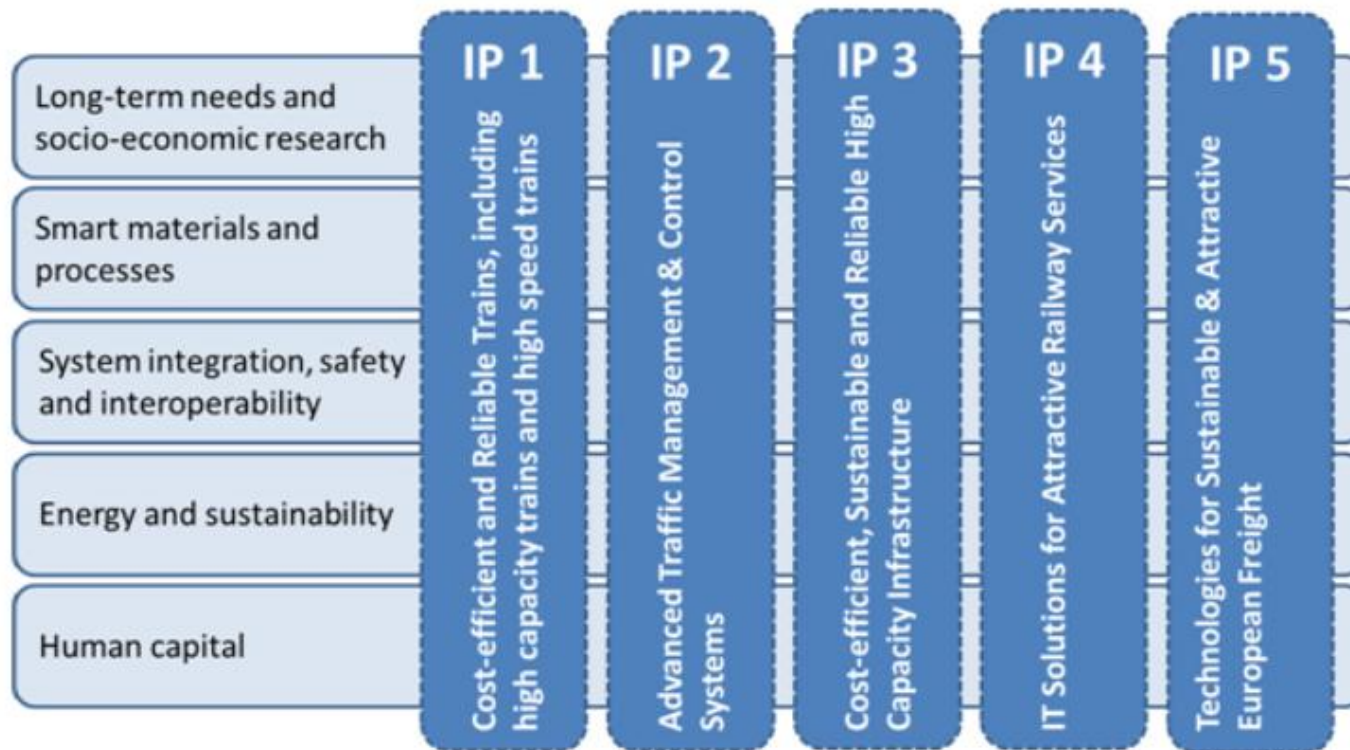 Long-term needs and
socio-economic research
Smart materials and
processes
System integration, safety
and interoperability
Energy and sustainability
Human capital
IP 1
Cost-efficient and Reliable Trains, including
high capacity trains and high speed trains
IP 2
Advanced Traffic Management & Control
Systems
IP 3
Cost-efficient, Sustainable and Reliable High
Capacity Infrastructure
IP 4
IT Solutions for Attractive Railway Services
IP 5
Technologies for Sustainable & Attractive
European Freight